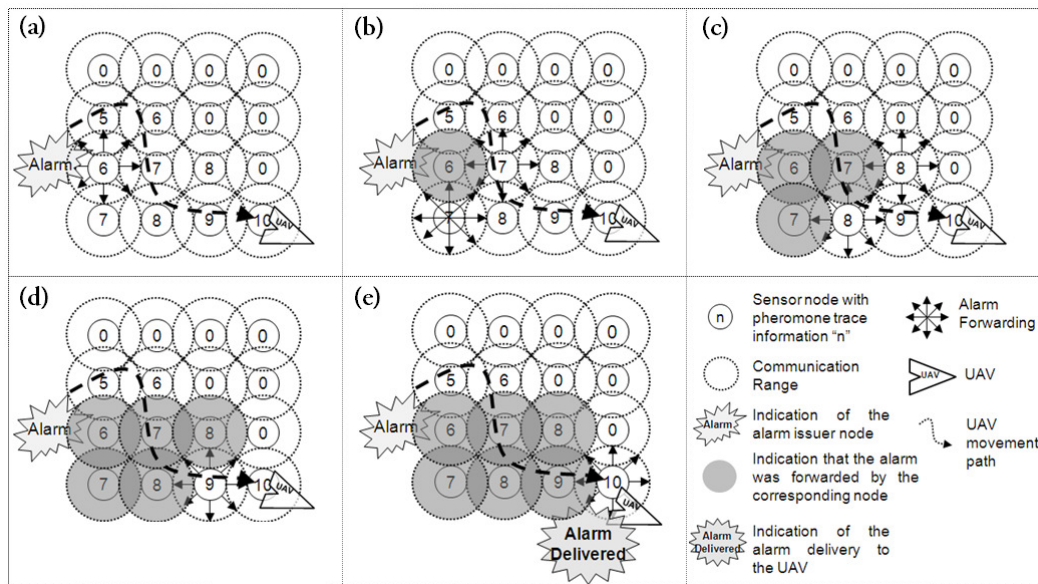 (a)
0 0 0 0
5 6 0 0
Alarm
6 7 8 0
7 8 9 10
UAV
(b)
0 0 0 0
5 6 0 0
Alarm
6 7 8 0
7 8 9 10
UAV
(c)
0 0 0 0
5 6 0 0
Alarm
6 7 8 0
7 8 9 10
UAV
(d)
0 0 0 0
5 6 0 0
Alarm
6 7 8 0
7 8 9 10
UAV
(e)
0 0 0 0
5 6 0 0
Alarm
6 7 8 0
7 8 9 10
UAV
Alarm
Delivered
n
Sensor node with
pheromone trace
information “n”
Alarm
Forwarding
Communication
Range
UAV
UAV
Alarm
Indication of the
alarm issuer node
UAV
movement
path
Indication that the alarm
was forwarded by the
corresponding node
Alarm
Delivered
Indication of the
alarm delivery to
the UAV